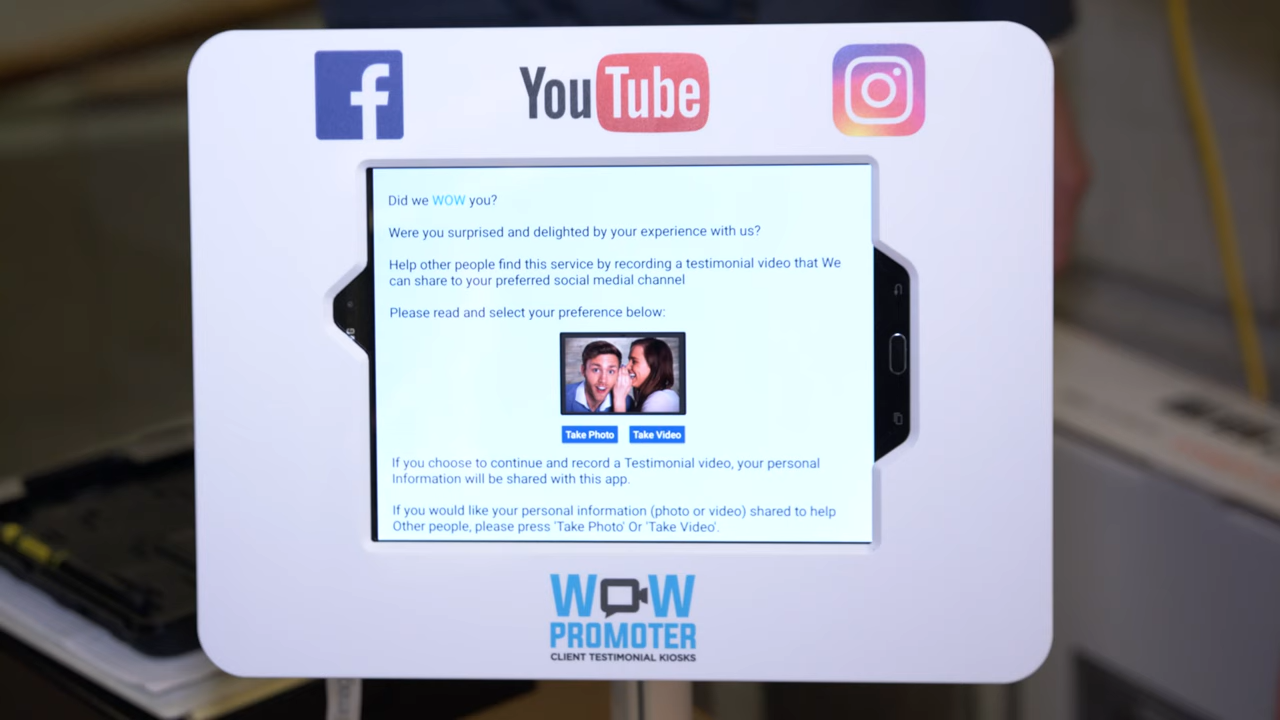 f
YouTube
Did we WOW you?
Were you surprised and delighted by your experience with us?
Help other people find this service by recording a testimonial video that We
can share to your preferred social medial channel
Please read and select your preference below:
Take Photo Take Video
If you choose to continue and record a Testimonial video, your personal
Information will be shared with this app.
If you would like your personal information (photo or video) shared to help
Other people, please press 'Take Photo' Or 'Take Video'.
WOW
PROMOTER
CLIENT TESTIMONIAL KIOSKS